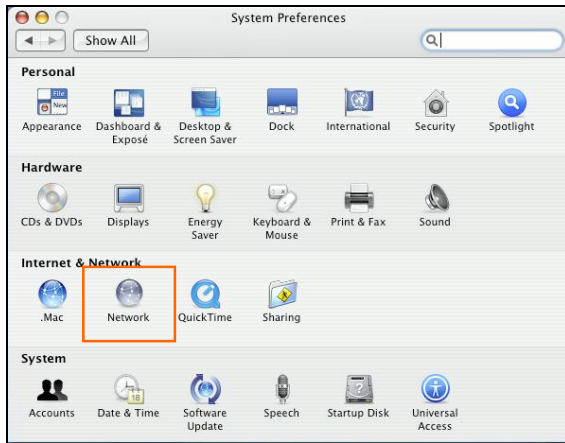 System Preferences
Show All
Personal
File
New
Appearance
Dashboard &
Exposé
Desktop &
Screen Saver
Dock
International
Security
Spotlight
Hardware
CDs & DVDs
Displays
Energy
Saver
Keyboard &
Mouse
Print & Fax
Sound
Internet & Network
.Mac
Network
QuickTime
Sharing
System
18
?
Accounts
Date & Time
Software
Update
Speech
Startup Disk
Universal
Access